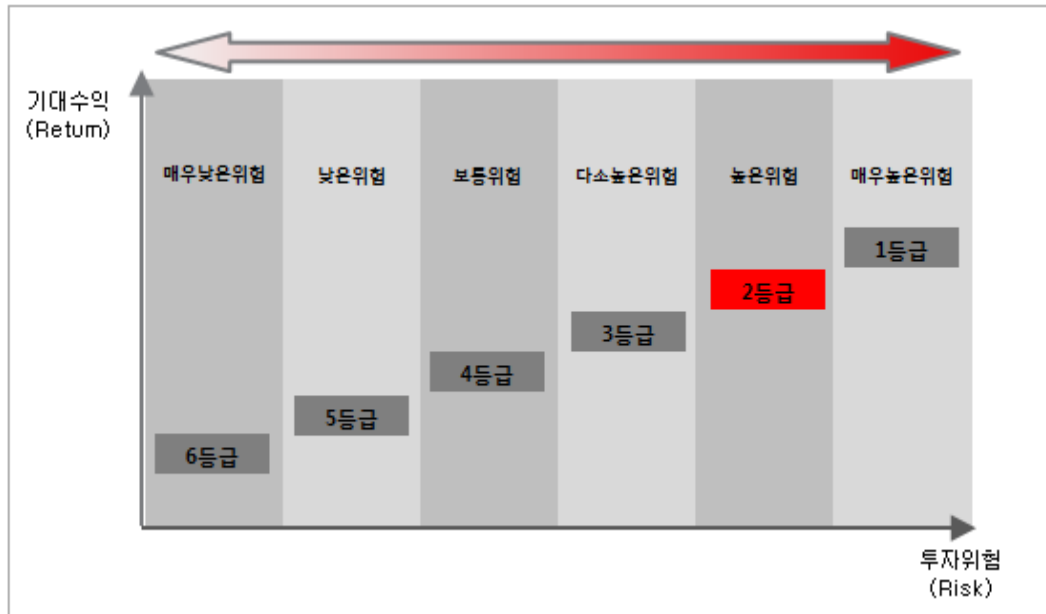 기대수익
(Return)
매우낮은위험
낮은위험
보통위험
다소높은위험
높은위험
매우높은위험
1등급
2등급
3등급
4등급
5등급
6등급
투자위험
(Risk)